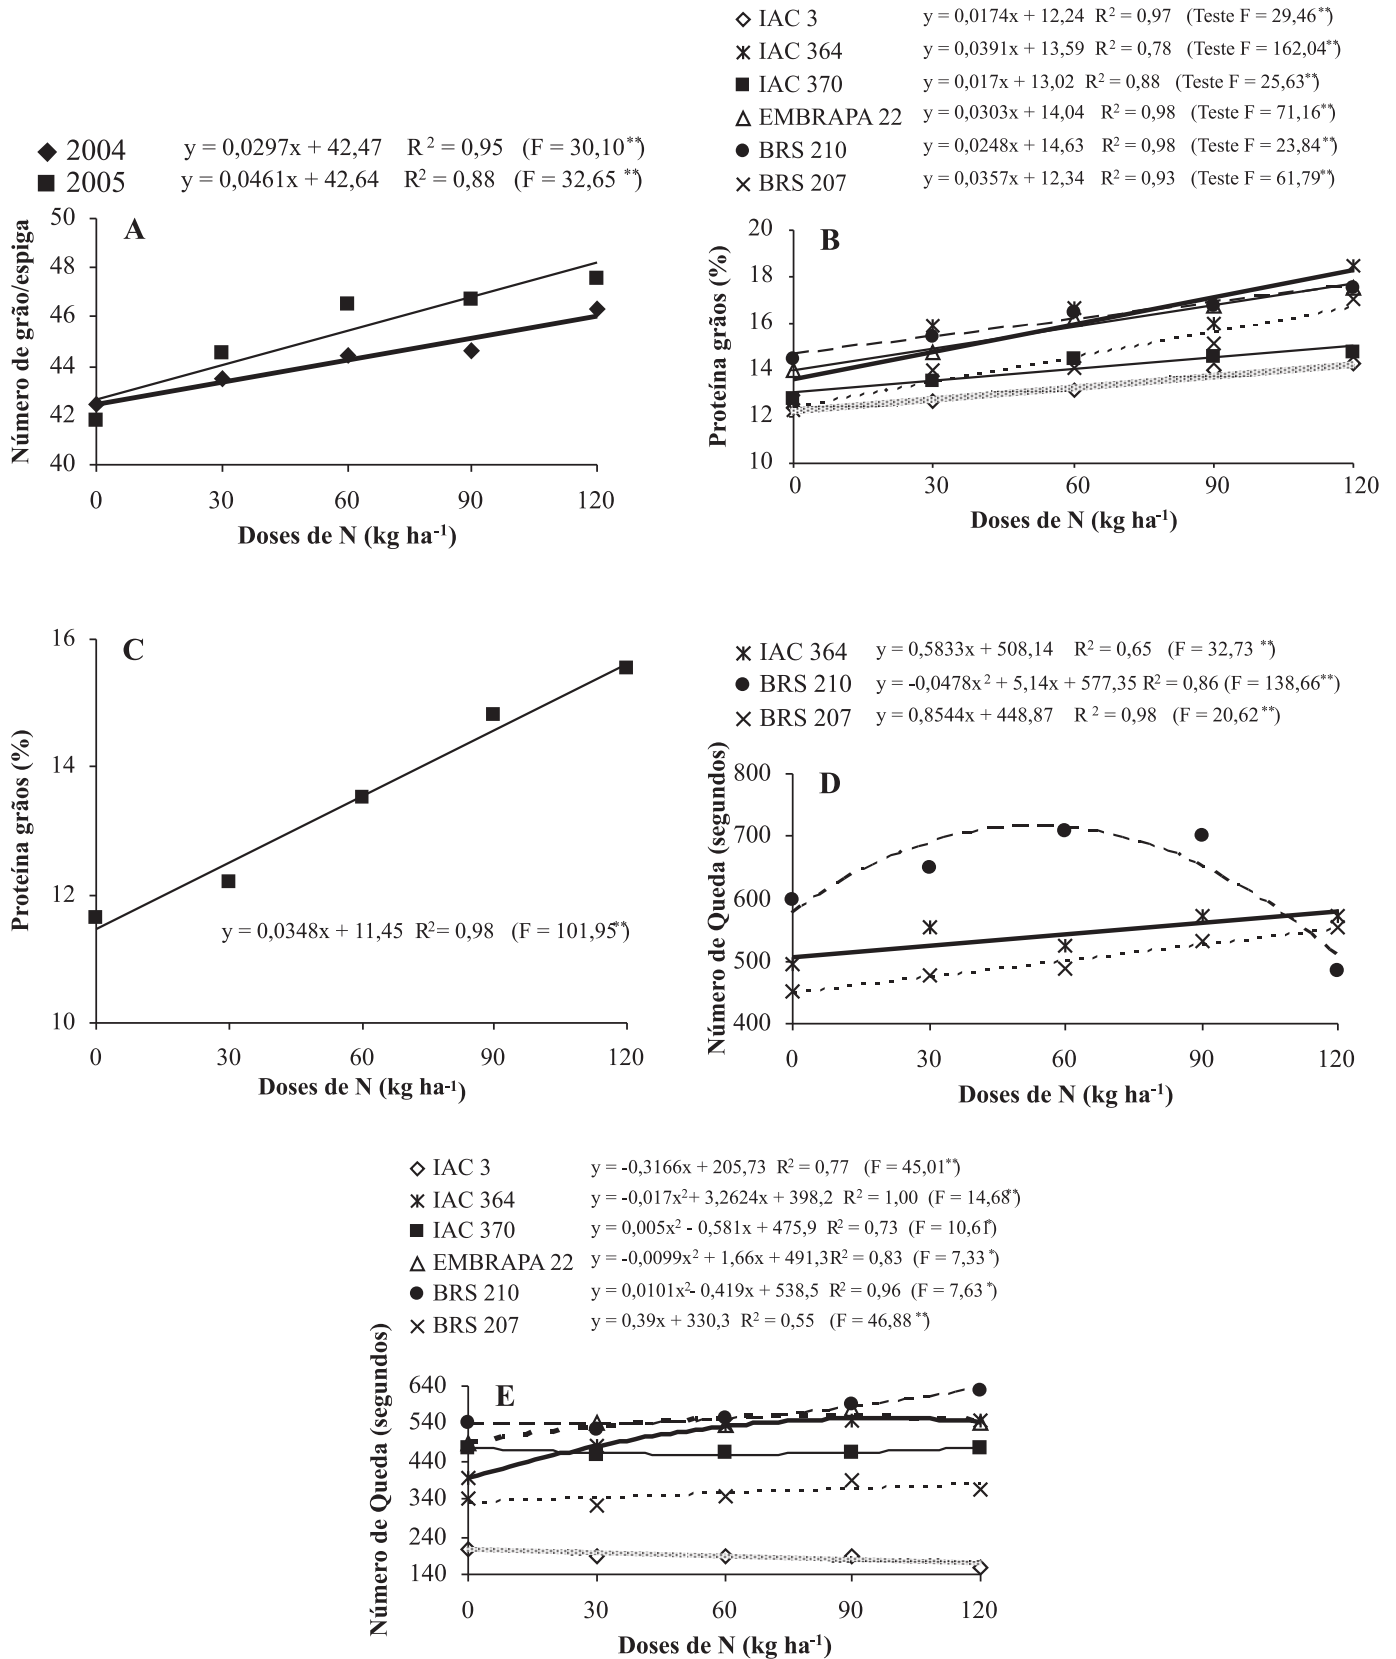 2004 y = 0,0297x + 42,47 R² = 0,95 (F = 30,10**)
2005 y = 0,0461x + 42,64 R² = 0,88 (F = 32,65 **)
A
Número de grão/espiga
50
48
46
44
42
40
0 30 60 90 120
Doses de N (kg ha⁻¹)
IAC 3 y = 0,0174x + 12,24 R² = 0,97 (Teste F = 29,46**)
IAC 364 y = 0,0391x + 13,59 R² = 0,78 (Teste F = 162,04**)
IAC 370 y = 0,017x + 13,02 R² = 0,88 (Teste F = 25,63**)
EMBRAPA 22 y = 0,0303x + 14,04 R² = 0,98 (Teste F = 71,16**)
BRS 210 y = 0,0248x + 14,63 R² = 0,98 (Teste F = 23,84**)
BRS 207 y = 0,0357x + 12,34 R² = 0,93 (Teste F = 61,79**)
B
Proteína grãos (%)
20
18
16
14
12
10
0 30 60 90 120
Doses de N (kg ha⁻¹)
C
Proteína grãos (%)
16
14
12
10
y = 0,0348x + 11,45 R²= 0,98 (F = 101,95**)
0 30 60 90 120
Doses de N (kg ha⁻¹)
IAC 364 y = 0,5833x + 508,14 R² = 0,65 (F = 32,73 **)
BRS 210 y = -0,0478x² + 5,14x + 577,35 R² = 0,86 (F = 138,66**)
BRS 207 y = 0,8544x + 448,87 R² = 0,98 (F = 20,62 **)
D
Número de Queda (segundos)
800
700
600
500
400
0 30 60 90 120
Doses de N (kg ha⁻¹)
IAC 3 y = -0,3166x + 205,73 R² = 0,77 (F = 45,01**)
IAC 364 y = -0,017x²+ 3,2624x + 398,2 R² = 1,00 (F = 14,68**)
IAC 370 y = 0,005x² - 0,581x + 475,9 R² = 0,73 (F = 10,61*)
EMBRAPA 22 y = -0,0099x² + 1,66x + 491,3R² = 0,83 (F = 7,33 *)
BRS 210 y = 0,0101x²- 0,419x + 538,5 R² = 0,96 (F = 7,63 *)
BRS 207 y = 0,39x + 330,3 R² = 0,55 (F = 46,88 **)
E
Número de Queda (segundos)
640
540
440
340
240
140
0 30 60 90 120
Doses de N (kg ha⁻¹)